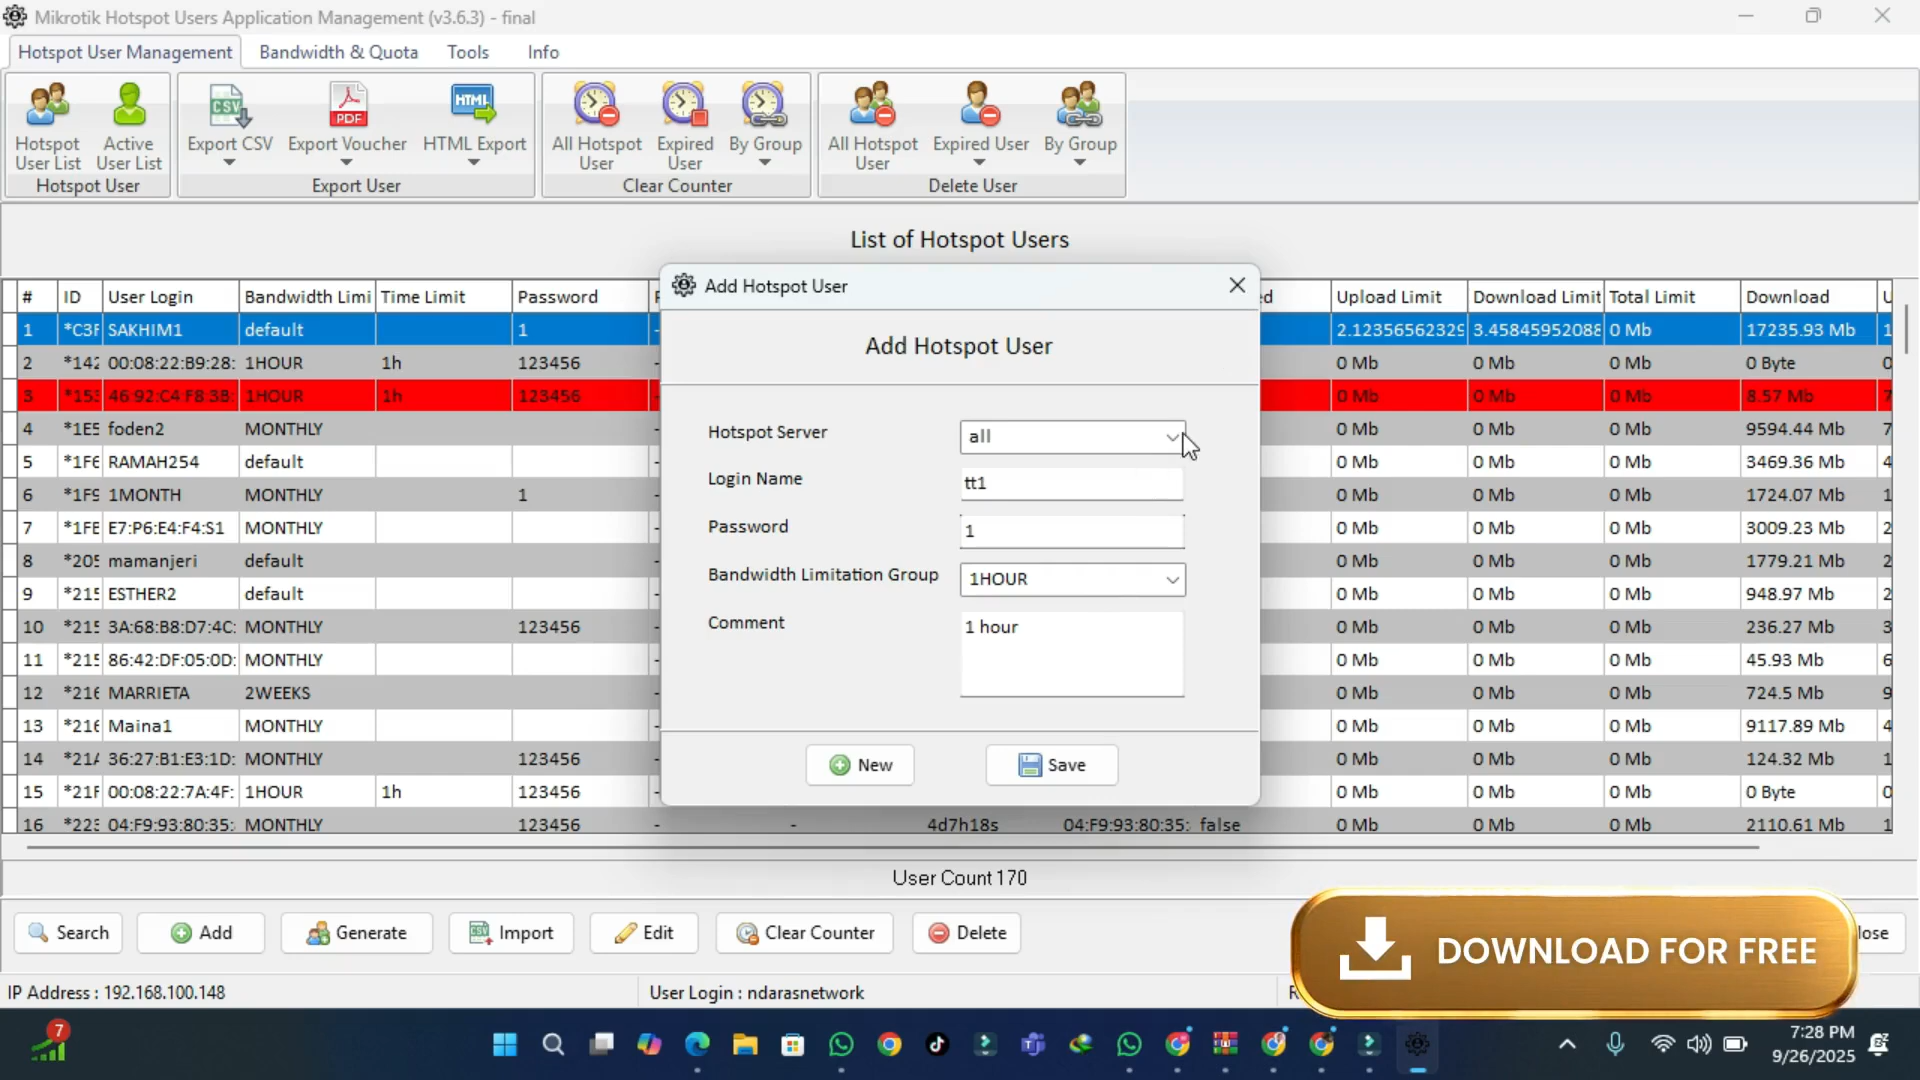 Mikrotik Hotspot Users Application Management (v3.6.3) - final
Hotspot User Management Bandwidth & Quota Tools Info
Hotspot User List Active User List Export CSV Export Voucher HTML Export All Hotspot User Expired User By Group All Hotspot User Expired User By Group
Hotspot User Export User Clear Counter Delete User
CSV PDF HTML
List of Hotspot Users
# ID User Login Bandwidth Limi Time Limit Password Upload Limit Download Limit Total Limit Download
1 SAKHIM1 default 1 - 2.12356562329 3.45845952088 0 Mb 17235.93 Mb
2 *142 00:08:22:B9:28: 1HOUR 1h 123456 0 Mb 0 Mb 0 Mb 0 Byte
3 46:92:C4:F8:3B: 1HOUR 1h 123456 0 Mb 0 Mb 0 Mb 8.57 Mb
4 foden2 MONTHLY - 0 Mb 0 Mb 0 Mb 9594.44 Mb
5 RAMAH254 default - 0 Mb 0 Mb 0 Mb 3469.36 Mb
6 *1F9 1MONTH MONTHLY 1 - 0 Mb 0 Mb 0 Mb 1724.07 Mb
7 E7:P6:E4:F4:S1 MONTHLY - 0 Mb 0 Mb 0 Mb 3009.23 Mb
8 mamanjeri default - 0 Mb 0 Mb 0 Mb 1779.21 Mb
9 ESTHER2 default - 0 Mb 0 Mb 0 Mb 948.97 Mb
10 3A:68:B8:D7:4C: MONTHLY 123456 - 0 Mb 0 Mb 0 Mb 236.27 Mb
11 86:42:DF:05:0D: MONTHLY - 0 Mb 0 Mb 0 Mb 45.93 Mb
12 MARRIETA 2WEEKS - 0 Mb 0 Mb 0 Mb 724.5 Mb
13 Maina1 MONTHLY - 0 Mb 0 Mb 0 Mb 9117.89 Mb
14 36:27:B1:E3:1D: MONTHLY 123456 - 0 Mb 0 Mb 0 Mb 124.32 Mb
15 00:08:22:7A:4F: 1HOUR 1h 123456 - 0 Mb 0 Mb 0 Mb 0 Byte
16 04:F9:93:80:35: MONTHLY 123456 - - 4d7h18s 04:F9:93:80:35: false 0 Mb 0 Mb 0 Mb 2110.61 Mb
Add Hotspot User
Add Hotspot User
Hotspot Server all
Login Name tt1
Password 1
Bandwidth Limitation Group 1HOUR
Comment 1 hour
New Save
User Count 170
Search Add Generate Import Edit Clear Counter Delete lose
DOWNLOAD FOR FREE
IP Address : 192.168.100.148 User Login : ndarasnetwork
7
7:28 PM
9/26/2025